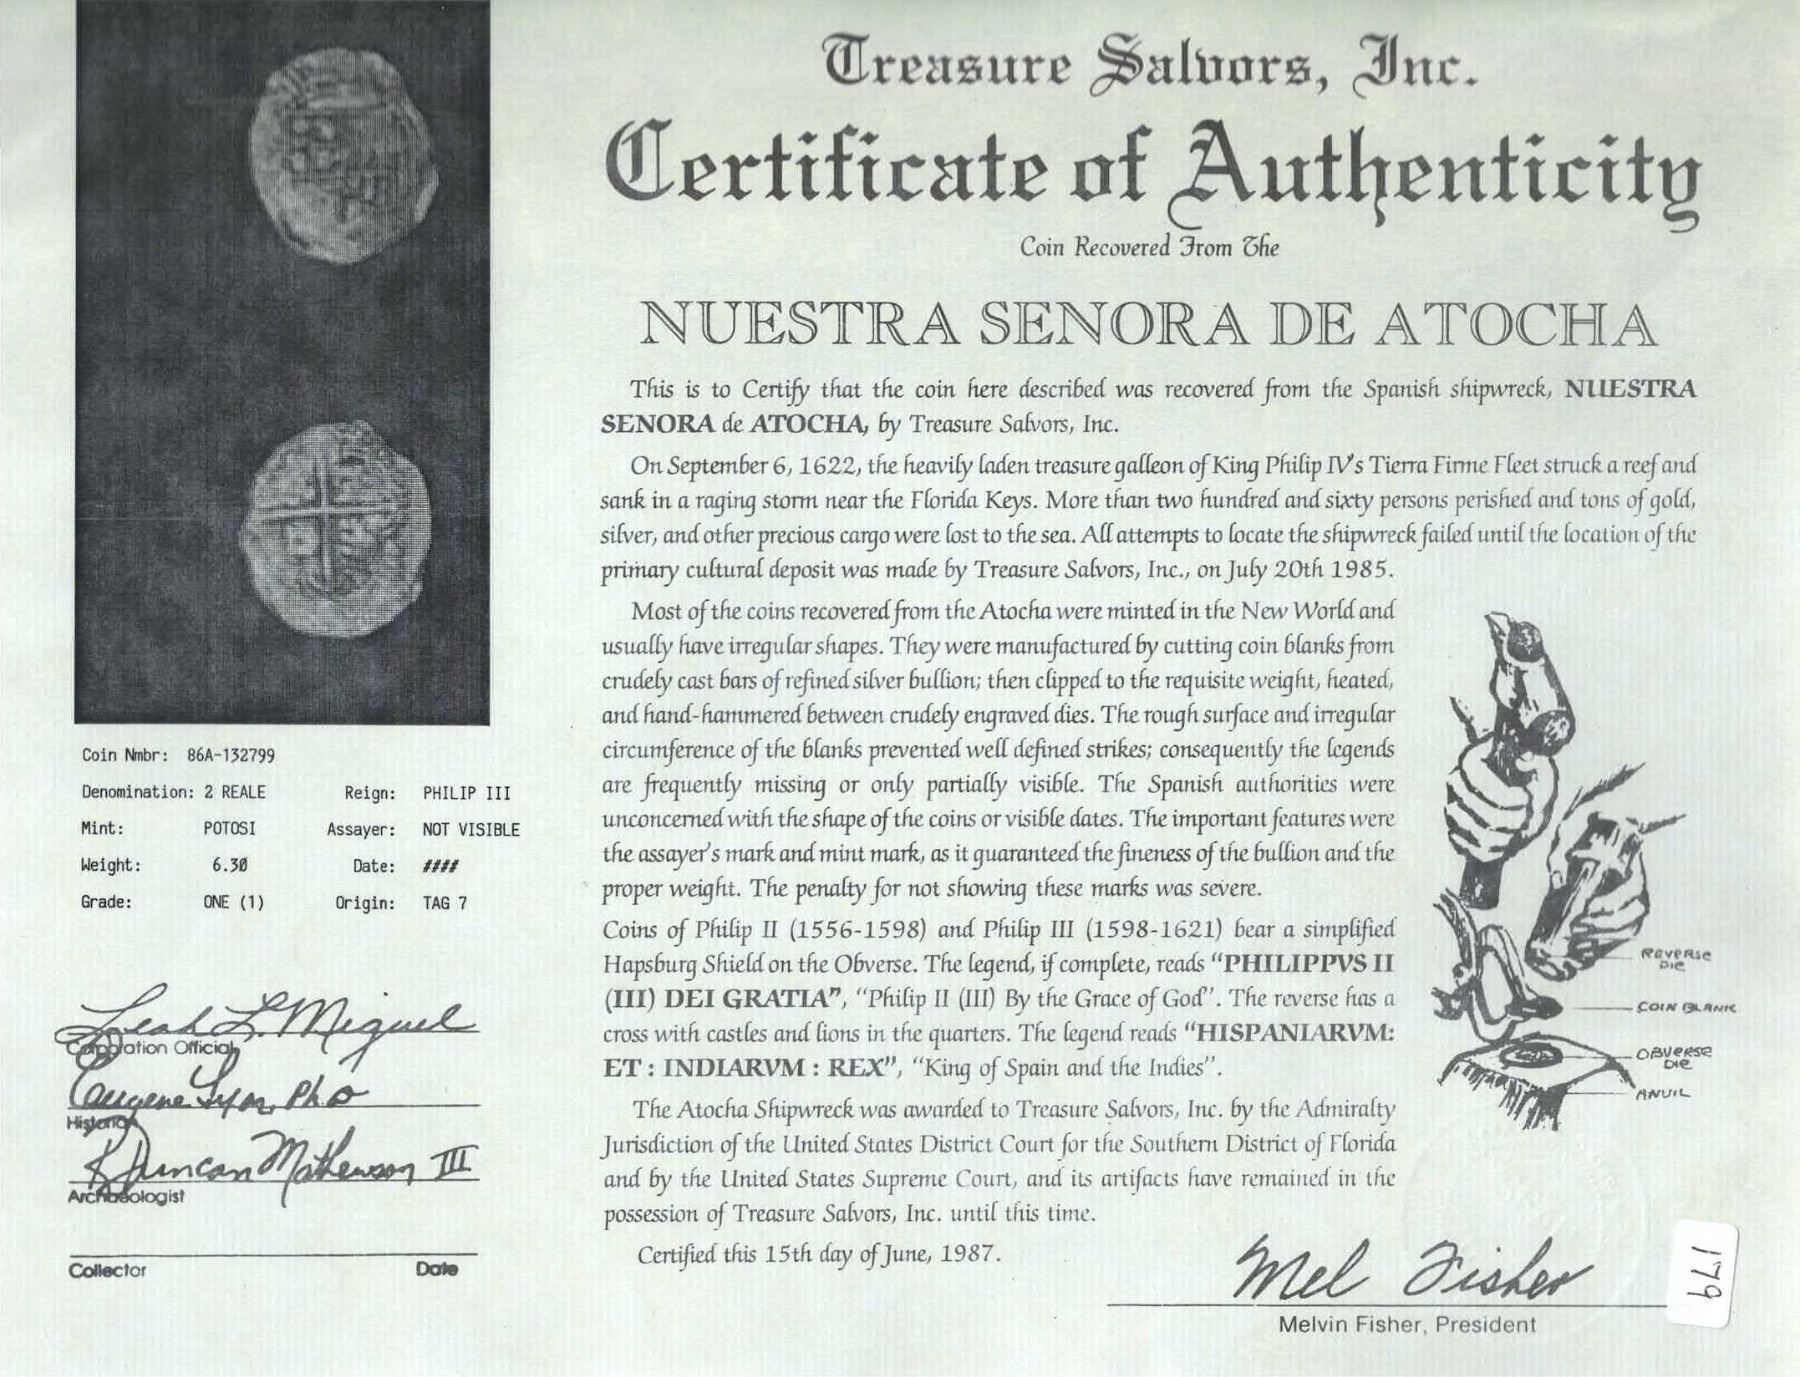 Treasure Salvors, Inc.
Certificate of Authenticity
Coin Recovered From The
NUESTRA SENORA DE ATOCHA
This is to Certify that the coin here described was recovered from the Spanish shipwreck, NUESTRA
SENORA de ATOCHA, by Treasure Salvors, Inc.
On September 6, 1622, the heavily laden treasure galleon of King Philip IV's Tierra Firme Fleet struck a reef and
sank in a raging storm near the Florida Keys. More than two hundred and sixty persons perished and tons of gold,
silver, and other precious cargo were lost to the sea. All attempts to locate the shipwreck failed until the location of the
primary cultural deposit was made by Treasure Salvors, Inc., on July 20th 1985.
Most of the coins recovered from the Atocha were minted in the New World and
usually have irregular shapes. They were manufactured by cutting coin blanks from
crudely cast bars of refined silver bullion; then clipped to the requisite weight, heated,
and hand-hammered between crudely engraved dies. The rough surface and irregular
circumference of the blanks prevented well defined strikes; consequently the legends
are frequently missing or only partially visible. The Spanish authorities were
unconcerned with the shape of the coins or visible dates. The important features were
the assayer's mark and mint mark, as it guaranteed the fineness of the bullion and the
proper weight. The penalty for not showing these marks was severe.
Coins of Philip II (1556-1598) and Philip III (1598-1621) bear a simplified
Hapsburg Shield on the Obverse. The legend, if complete, reads "PHILIPPVS II
(III) DEI GRATIA", "Philip II (III) By the Grace of God". The reverse has a
cross with castles and lions in the quarters. The legend reads "HISPANIARVM:
ET : INDIARVM : REX", "King of Spain and the Indies".
The Atocha Shipwreck was awarded to Treasure Salvors, Inc. by the Admiralty
Jurisdiction of the United States District Court for the Southern District of Florida
and by the United States Supreme Court, and its artifacts have remained in the
possession of Treasure Salvors, Inc. until this time.
Certified this 15th day of June, 1987.
Mel Fisher
Melvin Fisher, President
179
REVERSE
DIE
COIN BLANK
OBVERSE
DIE
ANVIL
Coin Nmbr: 86A-132799
Denomination: 2 REALE Reign: PHILIP III
Mint: POTOSI Assayer: NOT VISIBLE
Weight: 6.30 Date: ####
Grade: ONE (1) Origin: TAG 7
Leah L. Miguel
Corporation Official
Eugene Lyon, PhD
Historian
R Duncan Mathewson III
Archaeologist
Collector Date